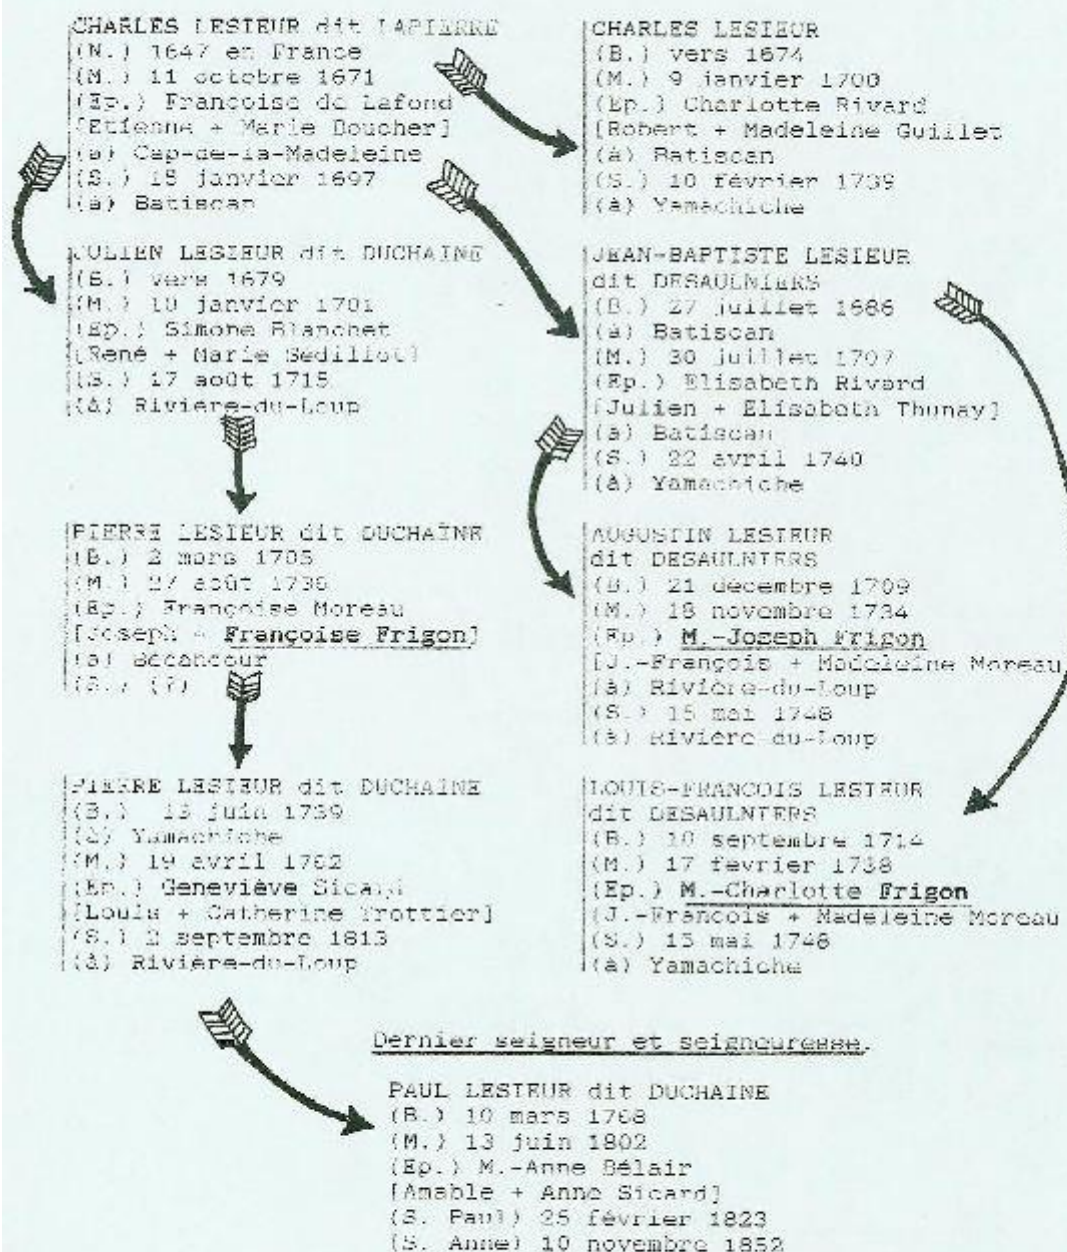 CHARLES LESIEUR dit LAPIERRE
(N.) 1647 en France
(M.) 11 octobre 1671
(Ep.) Françoise de Lafond
[Etienne + Marie Boucher]
(à) Cap-de-la-Madeleine
(S.) 18 janvier 1697
(à) Batiscan
CHARLES LESIEUR
(B.) vers 1674
(M.) 9 janvier 1700
(Ep.) Charlotte Rivard
[Robert + Madeleine Guillet
(à) Batiscan
(S.) 10 février 1739
(à) Yamachiche
JULIEN LESIEUR dit DUCHAINE
(B.) vers 1679
(M.) 10 janvier 1701
(Ep.) Simone Blanchet
[René + Marie Sedillot]
(S.) 17 août 1715
(à) Rivière-du-Loup
JEAN-BAPTISTE LESIEUR
dit DESAULNIERS
(B.) 27 juillet 1686
(à) Batiscan
(M.) 30 juillet 1707
(Ep.) Elisabeth Rivard
[Julien + Elisabeth Thunay]
(à) Batiscan
(S.) 22 avril 1740
(à) Yamachiche
PIERRE LESIEUR dit DUCHAÎNE
(B.) 2 mars 1705
(M.) 27 août 1736
(Ep.) Françoise Moreau
[Joseph + Françoise Frigon]
(à) Bécancour
(S.) (?)
AUGUSTIN LESIEUR
dit DESAULNIERS
(B.) 21 décembre 1709
(M.) 18 novembre 1734
(Ep.) M.-Joseph Frigon
[J.-François + Madeleine Moreau
(à) Rivière-du-Loup
(S.) 15 mai 1748
(à) Rivière-du-Loup
PIERRE LESIEUR dit DUCHAINE
(B.) 13 juin 1739
(à) Yamachiche
(M.) 19 avril 1762
(Ep.) Geneviève Sicard
[Louis + Catherine Trottier]
(S.) 2 septembre 1813
(à) Rivière-du-Loup
LOUIS-FRANCOIS LESIEUR
dit DESAULNIERS
(B.) 10 septembre 1714
(M.) 17 février 1738
(Ep.) M.-Charlotte Frigon
(J.-Francois + Madeleine Moreau
(S.) 15 mai 1748
(à) Yamachiche
Dernier seigneur et seigneuresse.
PAUL LESIEUR dit DUCHAINE
(B.) 10 mars 1768
(M.) 13 juin 1802
(Ep.) M.-Anne Bélair
[Amable + Anne Sicard]
(S. Paul) 25 février 1823
(S. Anne) 10 novembre 1852